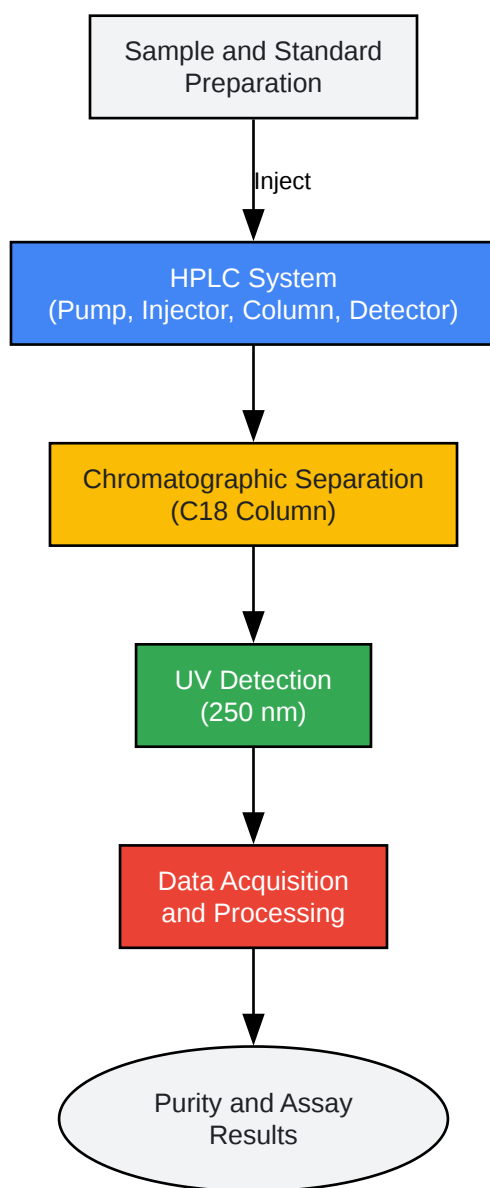 Sample and Standard
Preparation
Inject
HPLC System
(Pump, Injector, Column, Detector)
Chromatographic Separation
(C18 Column)
UV Detection
(250 nm)
Data Acquisition
and Processing
Purity and Assay
Results